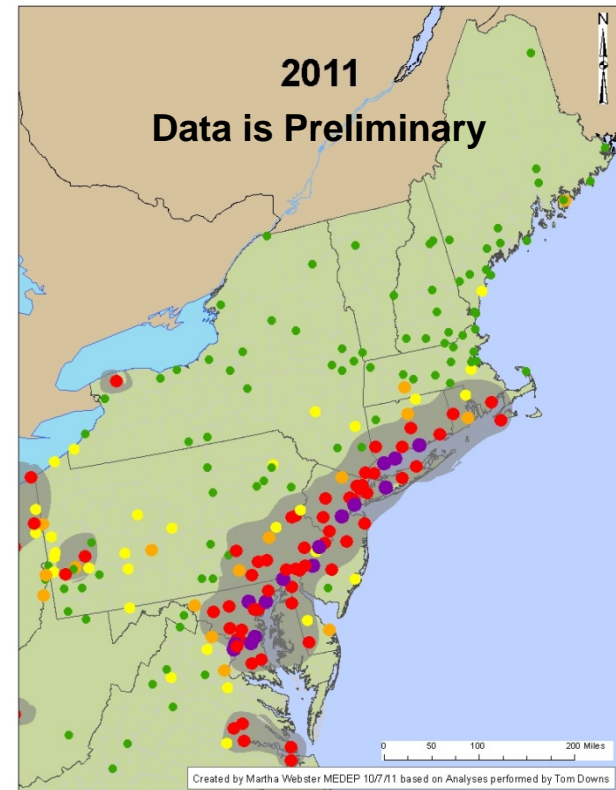 N
2011
Data is Preliminary
0 50 100 200 Miles
Created by Martha Webster MEDEP 10/7/11 based on Analyses performed by Tom Downs